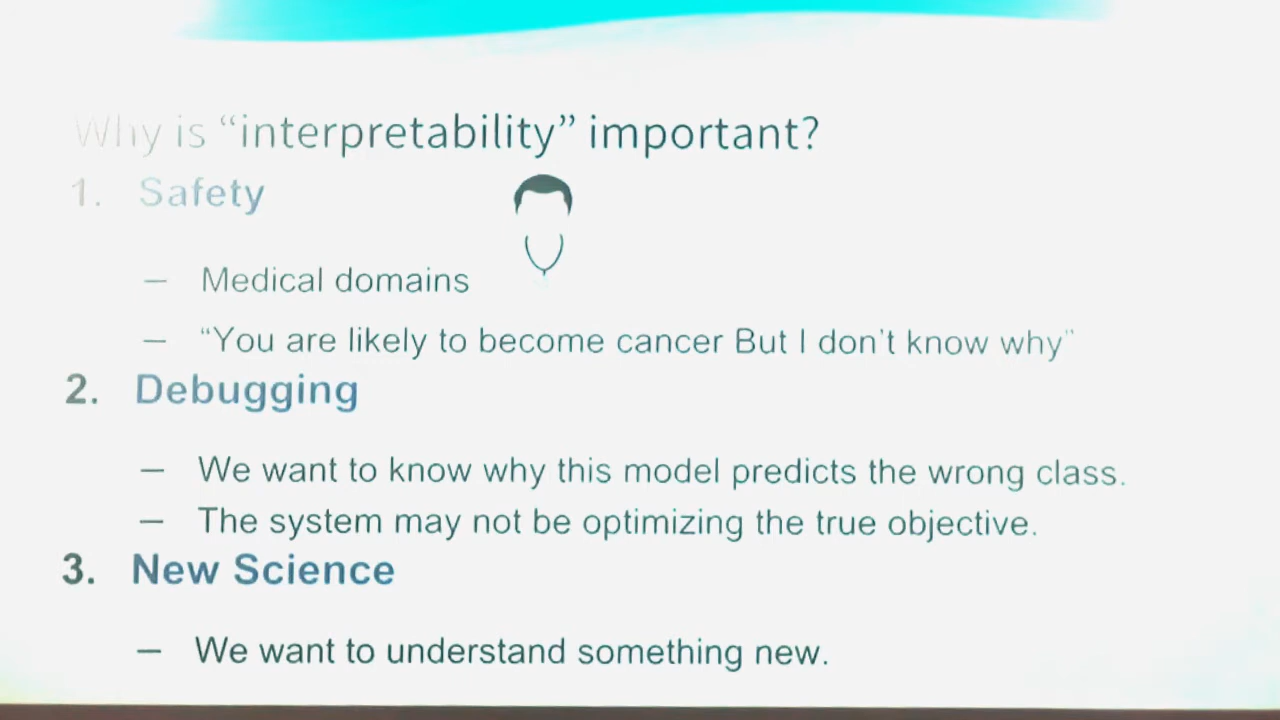 Why is “interpretability” important?
1. Safety
– Medical domains
– “You are likely to become cancer But I don’t know why”
2. Debugging
– We want to know why this model predicts the wrong class.
– The system may not be optimizing the true objective.
3. New Science
– We want to understand something new.